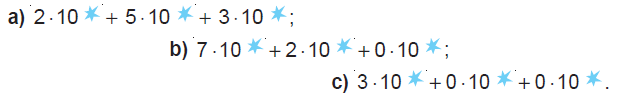 a) 2 · 10 ★ + 5 · 10 ★ + 3 · 10 ★ ;
b) 7 · 10 ★ + 2 · 10 ★ + 0 · 10 ★ ;
c) 3 · 10 ★ + 0 · 10 ★ + 0 · 10 ★ .